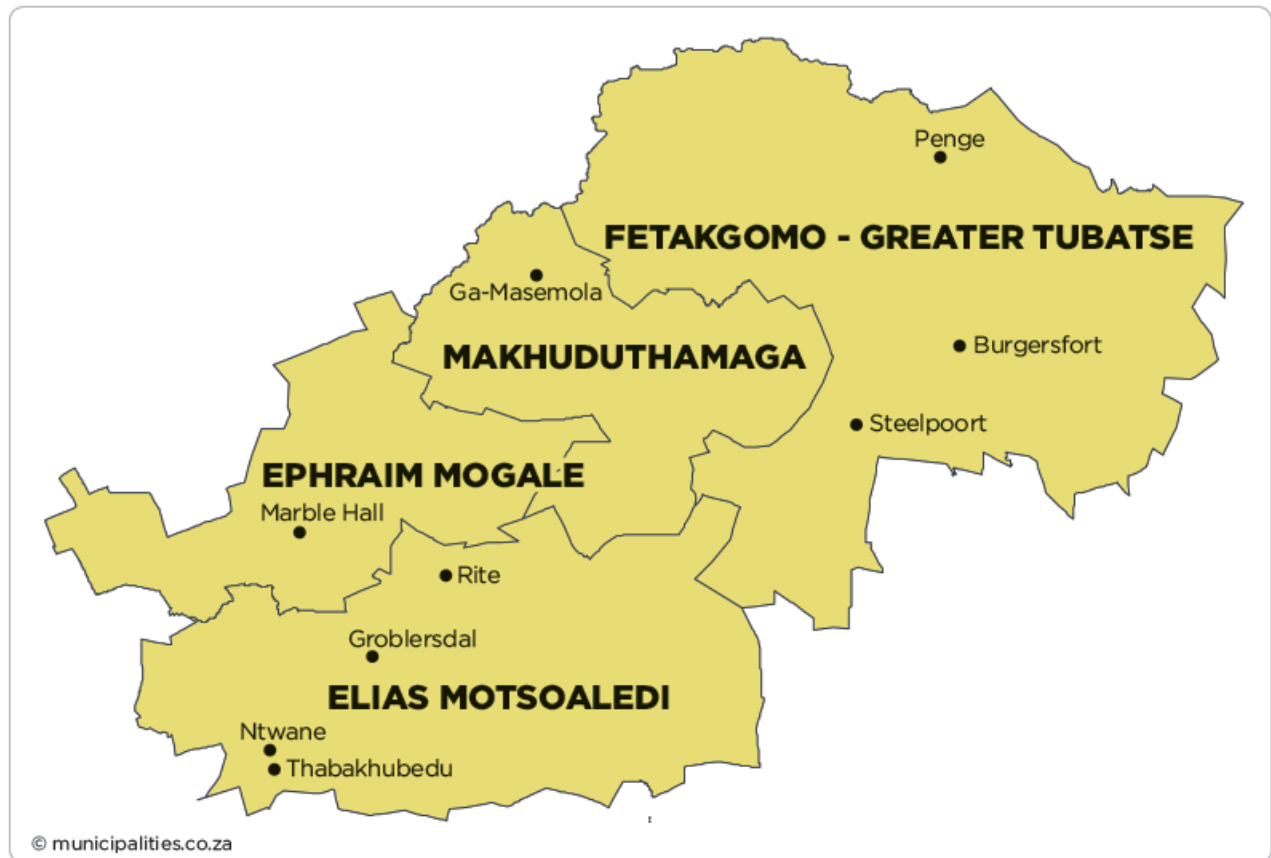 Penge
FETAKGOMO - GREATER TUBATSE
Ga-Masemola
MAKHUDUTHAMAGA
Burgersfort
Steelpoort
EPHRAIM MOGALE
Marble Hall
Rite
Groblersdal
ELIAS MOTSOALEDI
Ntwane
Thabakhubedu
© municipalities.co.za